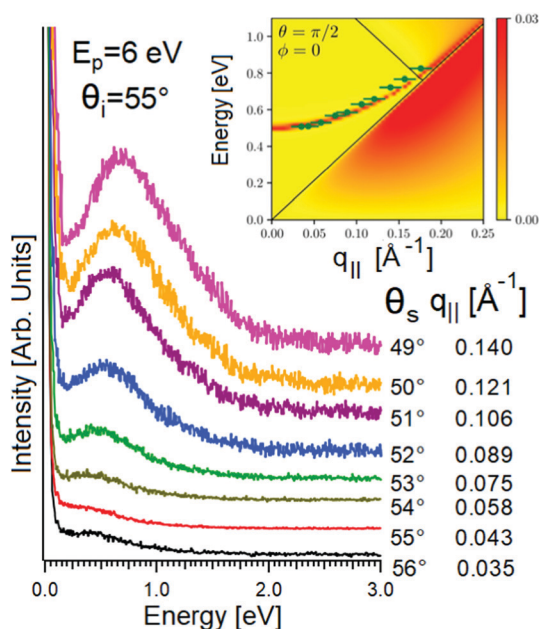 E_p=6 eV
θ_i=55°
θ = π/2
ϕ = 0
Energy [eV]
1.0
0.8
0.6
0.4
0.2
0.0
0.00 0.05 0.10 0.15 0.20 0.25
q_|| [Å⁻¹]
0.03
0.00
Intensity [Arb. Units]
θ_s q_|| [Å⁻¹]
49° 0.140
50° 0.121
51° 0.106
52° 0.089
53° 0.075
54° 0.058
55° 0.043
56° 0.035
0.0 1.0 2.0 3.0
Energy [eV]